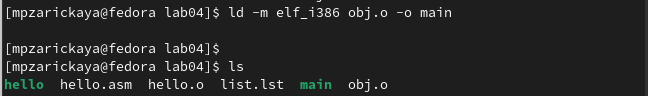 [mpzarickaya@fedora lab04]$ ld -m elf_i386 obj.o -o main
[mpzarickaya@fedora lab04]$
[mpzarickaya@fedora lab04]$ ls
hello  hello.asm  hello.o  list.lst  main  obj.o